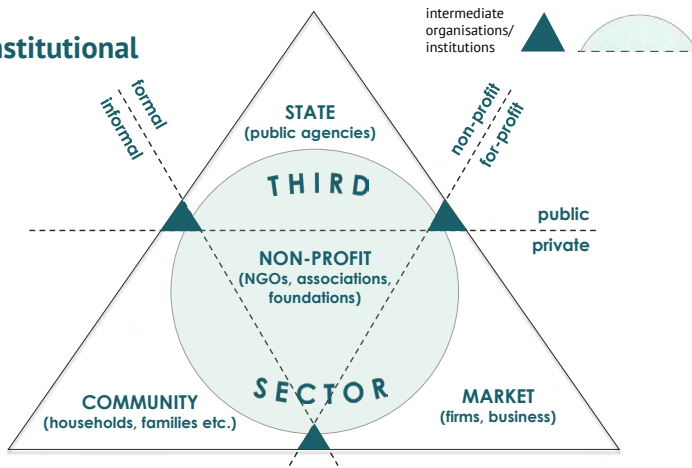 intermediate
organisations/
institutions
stitutional
formal
informal
non-profit
for-profit
STATE
(public agencies)
THIRD
public
private
NON-PROFIT
(NGOs, associations,
foundations)
SECTOR
COMMUNITY
(households, families etc.)
MARKET
(firms, business)